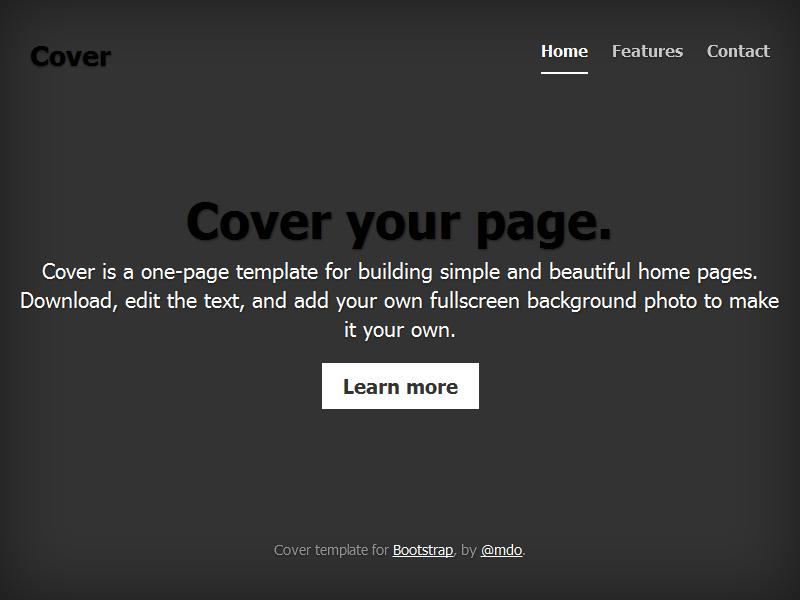 Cover
Home Features Contact
Cover your page.
Cover is a one-page template for building simple and beautiful home pages.
Download, edit the text, and add your own fullscreen background photo to make
it your own.
Learn more
Cover template for Bootstrap, by @mdo.